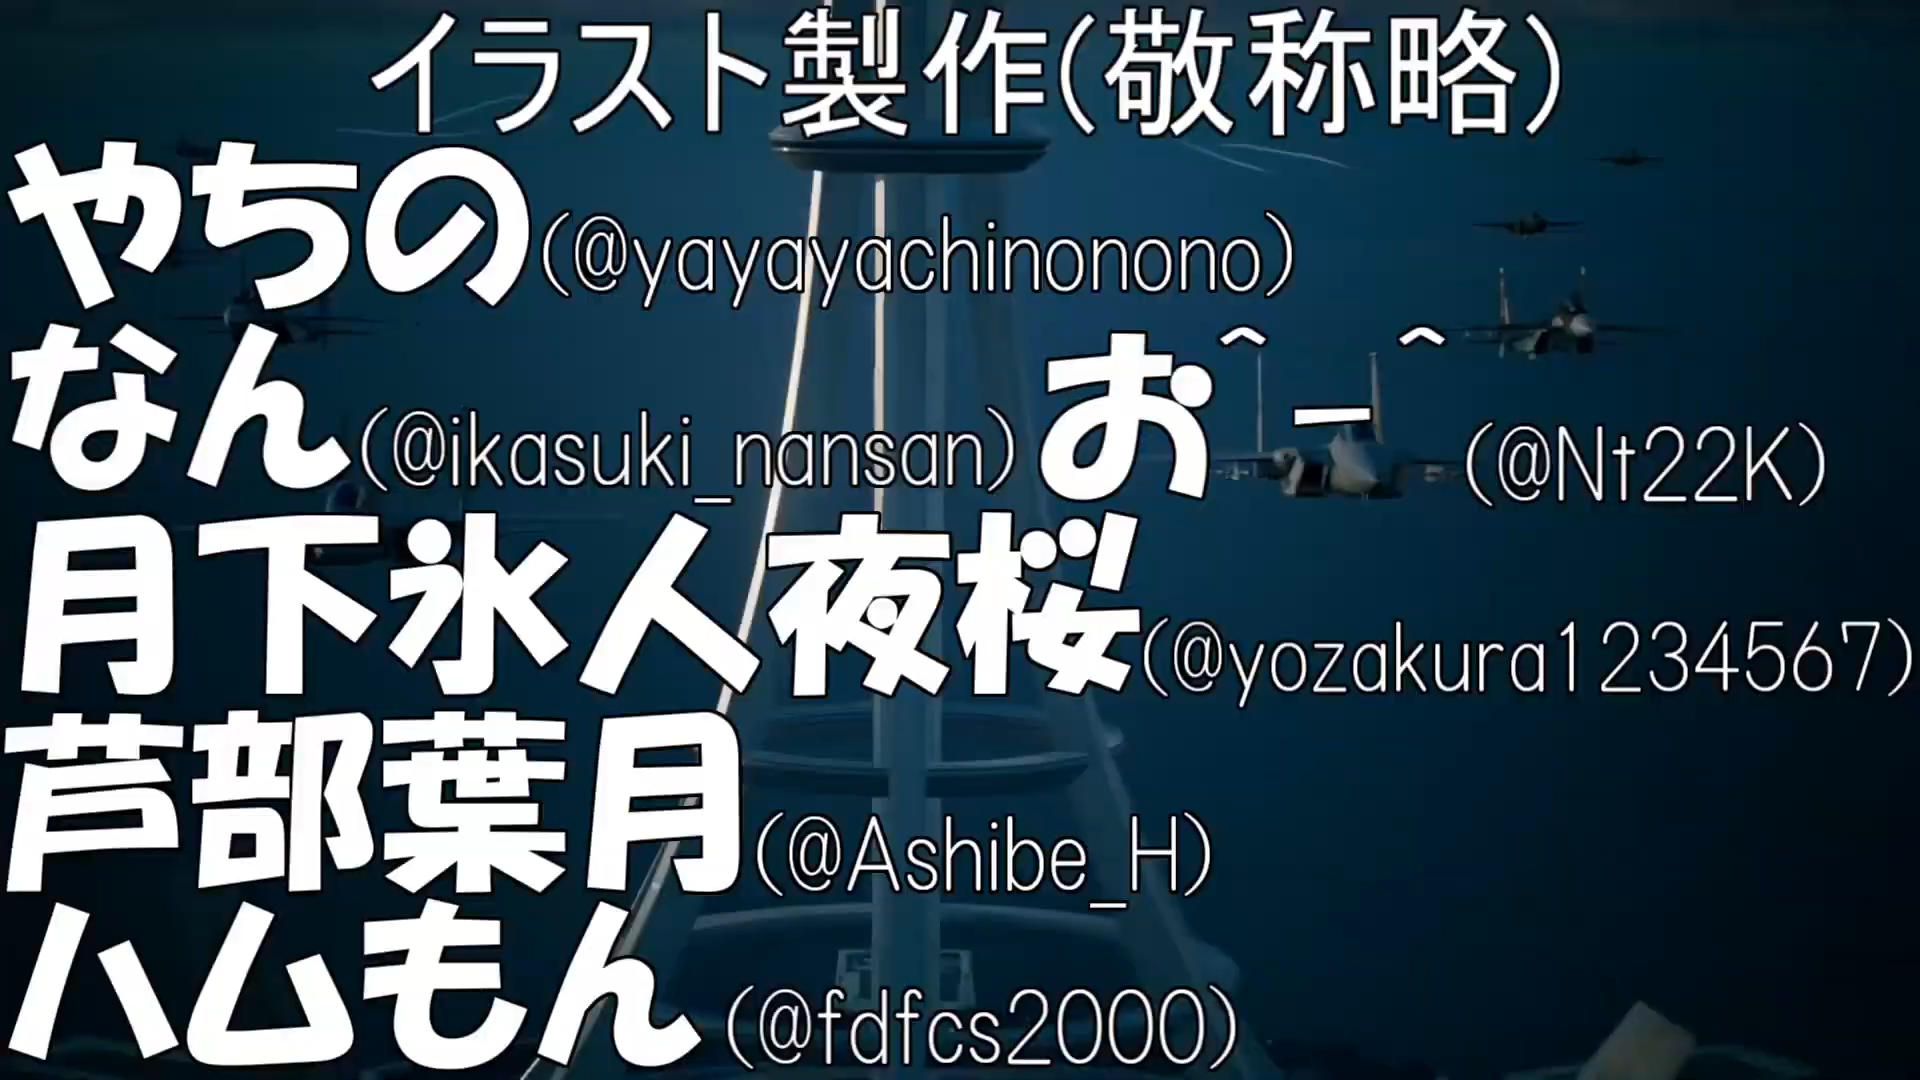 イラスト製作(敬称略)
やちの(@yayayachinonono)
なん(@ikasuki_nansan) お^ - ^(@Nt22K)
月下氷人夜桜(@yozakura1234567)
芦部葉月(@Ashibe_H)
ハムもん(@fdfcs2000)